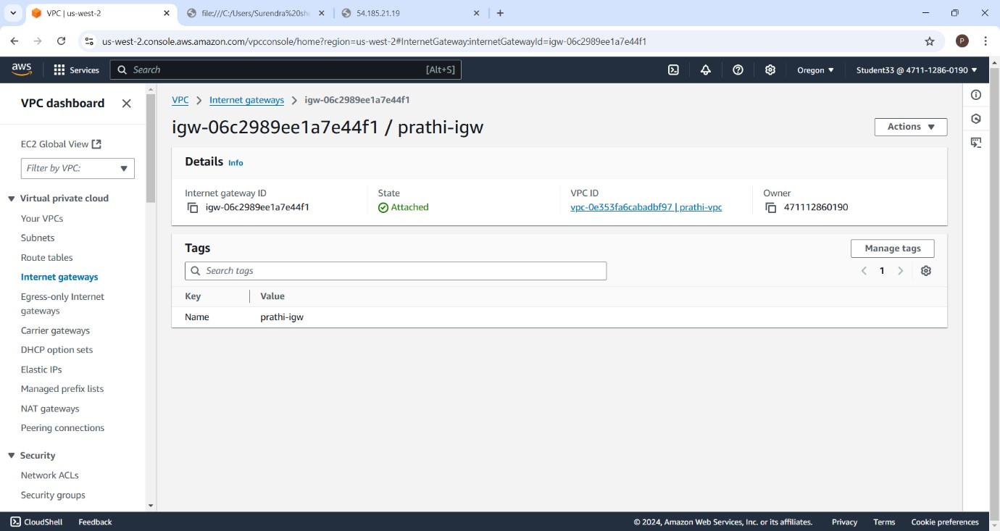 VPC | us-west-2
file:///C:/Users/Surendra%20sh
54.185.21.19
us-west-2.console.aws.amazon.com/vpcconsole/home?region=us-west-2#InternetGateway:internetGatewayId=igw-06c2989ee1a7e44f1
P
aws
Services
Search
[Alt+S]
Oregon
Student33 @ 4711-1286-0190
VPC dashboard
EC2 Global View
Filter by VPC:
Virtual private cloud
Your VPCs
Subnets
Route tables
Internet gateways
Egress-only Internet
gateways
Carrier gateways
DHCP option sets
Elastic IPs
Managed prefix lists
NAT gateways
Peering connections
Security
Network ACLs
Security groups
VPC > Internet gateways > igw-06c2989ee1a7e44f1
igw-06c2989ee1a7e44f1 / prathi-igw
Actions
Details Info
Internet gateway ID
igw-06c2989ee1a7e44f1
State
Attached
VPC ID
vpc-0e353fa6cabadbf97 | prathi-vpc
Owner
471112860190
Tags
Manage tags
Search tags
1
Key Value
Name prathi-igw
CloudShell
Feedback
© 2024, Amazon Web Services, Inc. or its affiliates.
Privacy
Terms
Cookie preferences